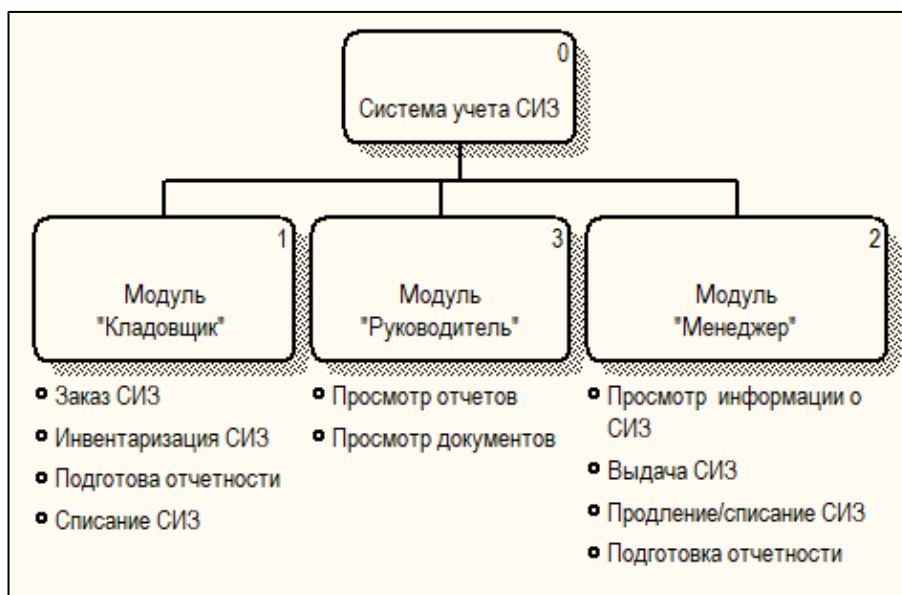 0
Система учета СИЗ
1
Модуль
"Кладовщик"
Заказ СИЗ
Инвентаризация СИЗ
Подготова отчетности
Списание СИЗ
3
Модуль
"Руководитель"
Просмотр отчетов
Просмотр документов
2
Модуль
"Менеджер"
Просмотр информации о
СИЗ
Выдача СИЗ
Продление/списание СИЗ
Подготовка отчетности